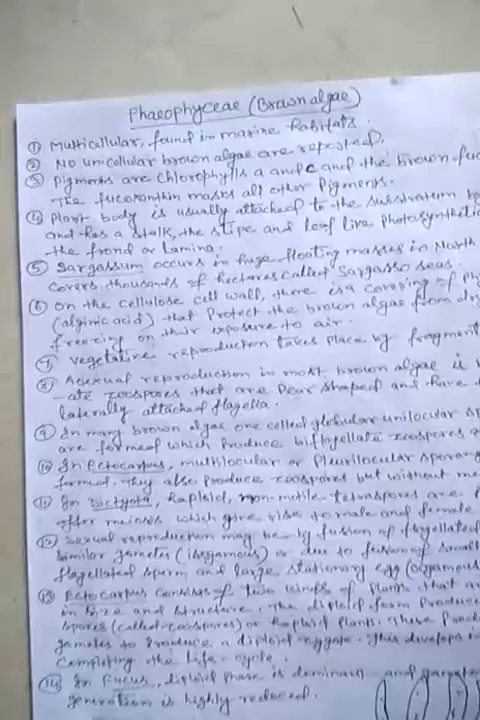 Phaeophyceae (Brown algae)
① Multicellular, found in marine habitats.
② No unicellular brown algae are reported.
③ Pigments are chlorophylls a and c and the brown fuc
The fucoxanthin masks all other pigments.
④ Plant body is usually attached to the substratum by
and has a stalk, the stipe and leaf like photosyntheti
the frond or lamina.
⑤ Sargassum occurs in huge floating masses in North
covers thousands of hectares called Sargasso seas.
⑥ On the cellulose cell wall, there is a covering of ph
(alginic acid) that protect the brown algae from dr
freezing on their exposure to air.
⑦ Vegetative reproduction takes place by fragment
⑧ Asexual reproduction in most brown algae is
-ate zoospores that are pear shaped and have
laterally attached flagella.
⑨ In many brown algae one celled globular unilocular sp
are formed which produce biflagellate zoospores
⑩ In Ectocarpus, multilocular or plurilocular sporang
formed. They also produce zoospores but without me
⑪ In Dictyota, haploid, non-motile tetraspores are
after meiosis which give rise to male and female
⑫ Sexual reproduction may be by fusion of flagellated
similar gametes (isogamous) or due to fusion of small
flagellated sperm and large stationary egg (oogamous
⑬ Ectocarpus consists of two kinds of plants that a
in size and structure. The diploid form produce
spores (called zoospores) or haploid plants. These prod
gametes to produce a diploid zygote. This develops i
completing the life cycle.
⑭ In Fucus, diploid phase is dominant and gameto
generation is highly reduced.